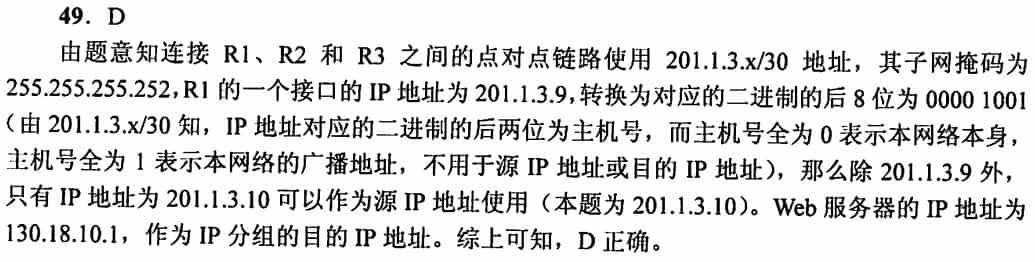 49．D
由题意知连接 R1、R2 和 R3 之间的点对点链路使用 201.1.3.x/30 地址，其子网掩码为
255.255.255.252，R1 的一个接口的 IP 地址为 201.1.3.9，转换为对应的二进制的后 8 位为 0000 1001
（由 201.1.3.x/30 知，IP 地址对应的二进制的后两位为主机号，而主机号全为 0 表示本网络本身，
主机号全为 1 表示本网络的广播地址，不用于源 IP 地址或目的 IP 地址），那么除 201.1.3.9 外，
只有 IP 地址为 201.1.3.10 可以作为源 IP 地址使用（本题为 201.1.3.10）。Web 服务器的 IP 地址为
130.18.10.1，作为 IP 分组的目的 IP 地址。综上可知，D 正确。